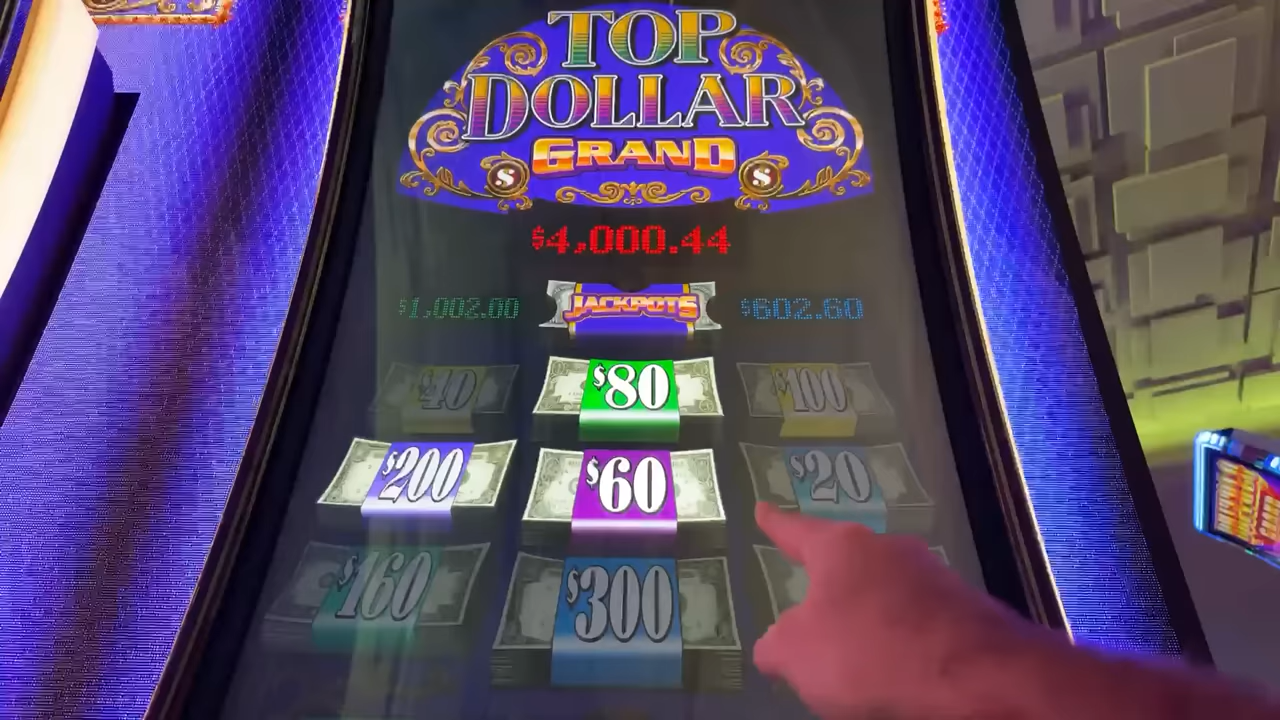 TOP
DOLLAR
GRAND
$ $
$4,000.44
$1,002.00 JACKPOTS $602.60
$40 $80 $100
$200 $60 $20
$300